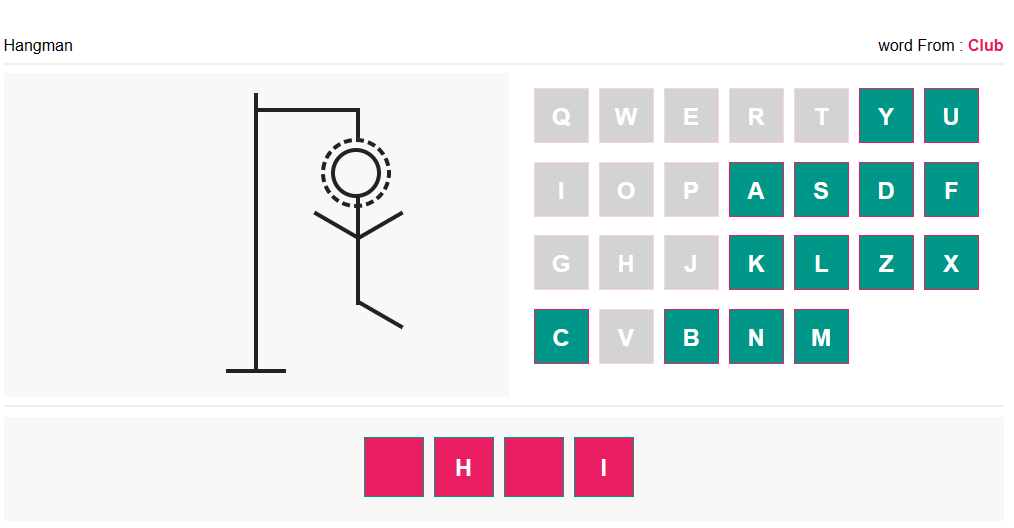 Hangman
word From : Club
Q W E R T Y U
I O P A S D F
G H J K L Z X
C V B N M
H I